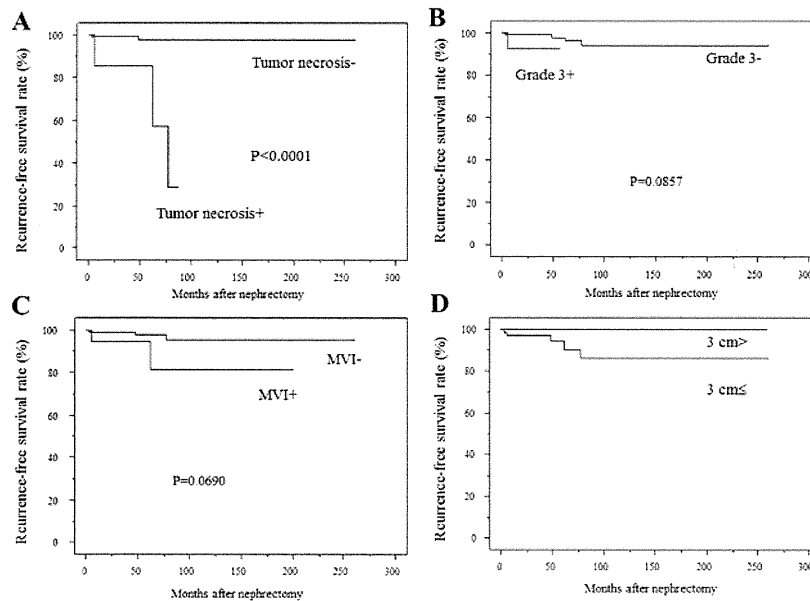 A
Rcurrence-free survival rate (%)
100
80
60
40
20
0
Tumor necrosis-
P<0.0001
Tumor necrosis+
0 50 100 150 200 250 300
Months after nephrectomy
B
Rcurrence-free survival rate (%)
100
80
60
40
20
0
Grade 3+
Grade 3-
P=0.0857
0 50 100 150 200 250 300
Months after nephrectomy
C
Rcurrence-free survival rate (%)
100
80
60
40
20
0
MVI-
MVI+
P=0.0690
0 50 100 150 200 250 300
Months after nephrectomy
D
Rcurrence-free survival rate (%)
100
80
60
40
20
0
3 cm>
3 cm≤
0 50 100 150 200 250 300
Months after nephrectomy